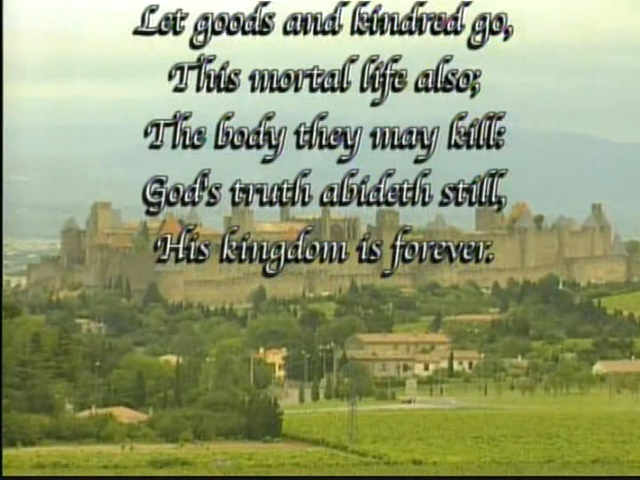 Let goods and kindred go,
This mortal life also;
The body they may kill:
God's truth abideth still,
His kingdom is forever.